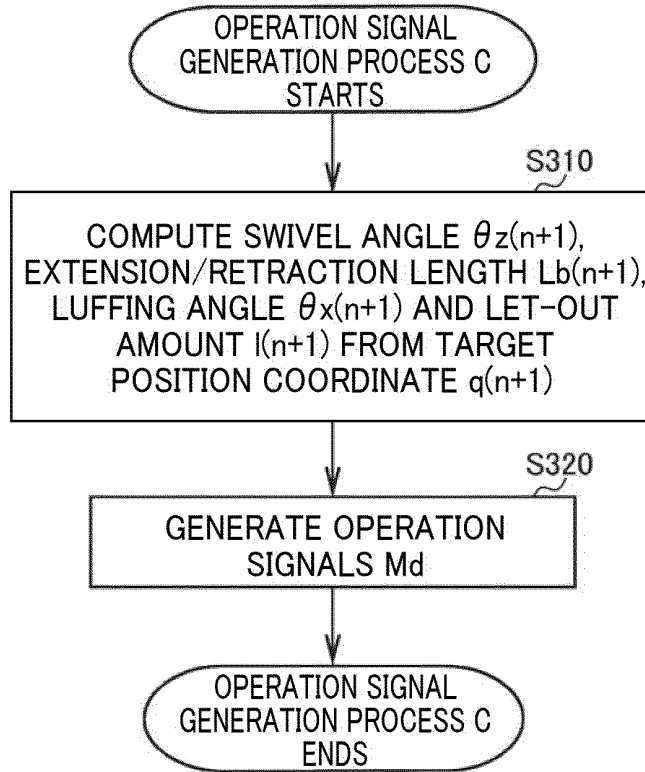 OPERATION SIGNAL
GENERATION PROCESS C
STARTS
S310
COMPUTE SWIVEL ANGLE θz(n+1),
EXTENSION/RETRACTION LENGTH Lb(n+1),
LUFFING ANGLE θx(n+1) AND LET-OUT
AMOUNT l(n+1) FROM TARGET
POSITION COORDINATE q(n+1)
S320
GENERATE OPERATION
SIGNALS Md
OPERATION SIGNAL
GENERATION PROCESS C
ENDS